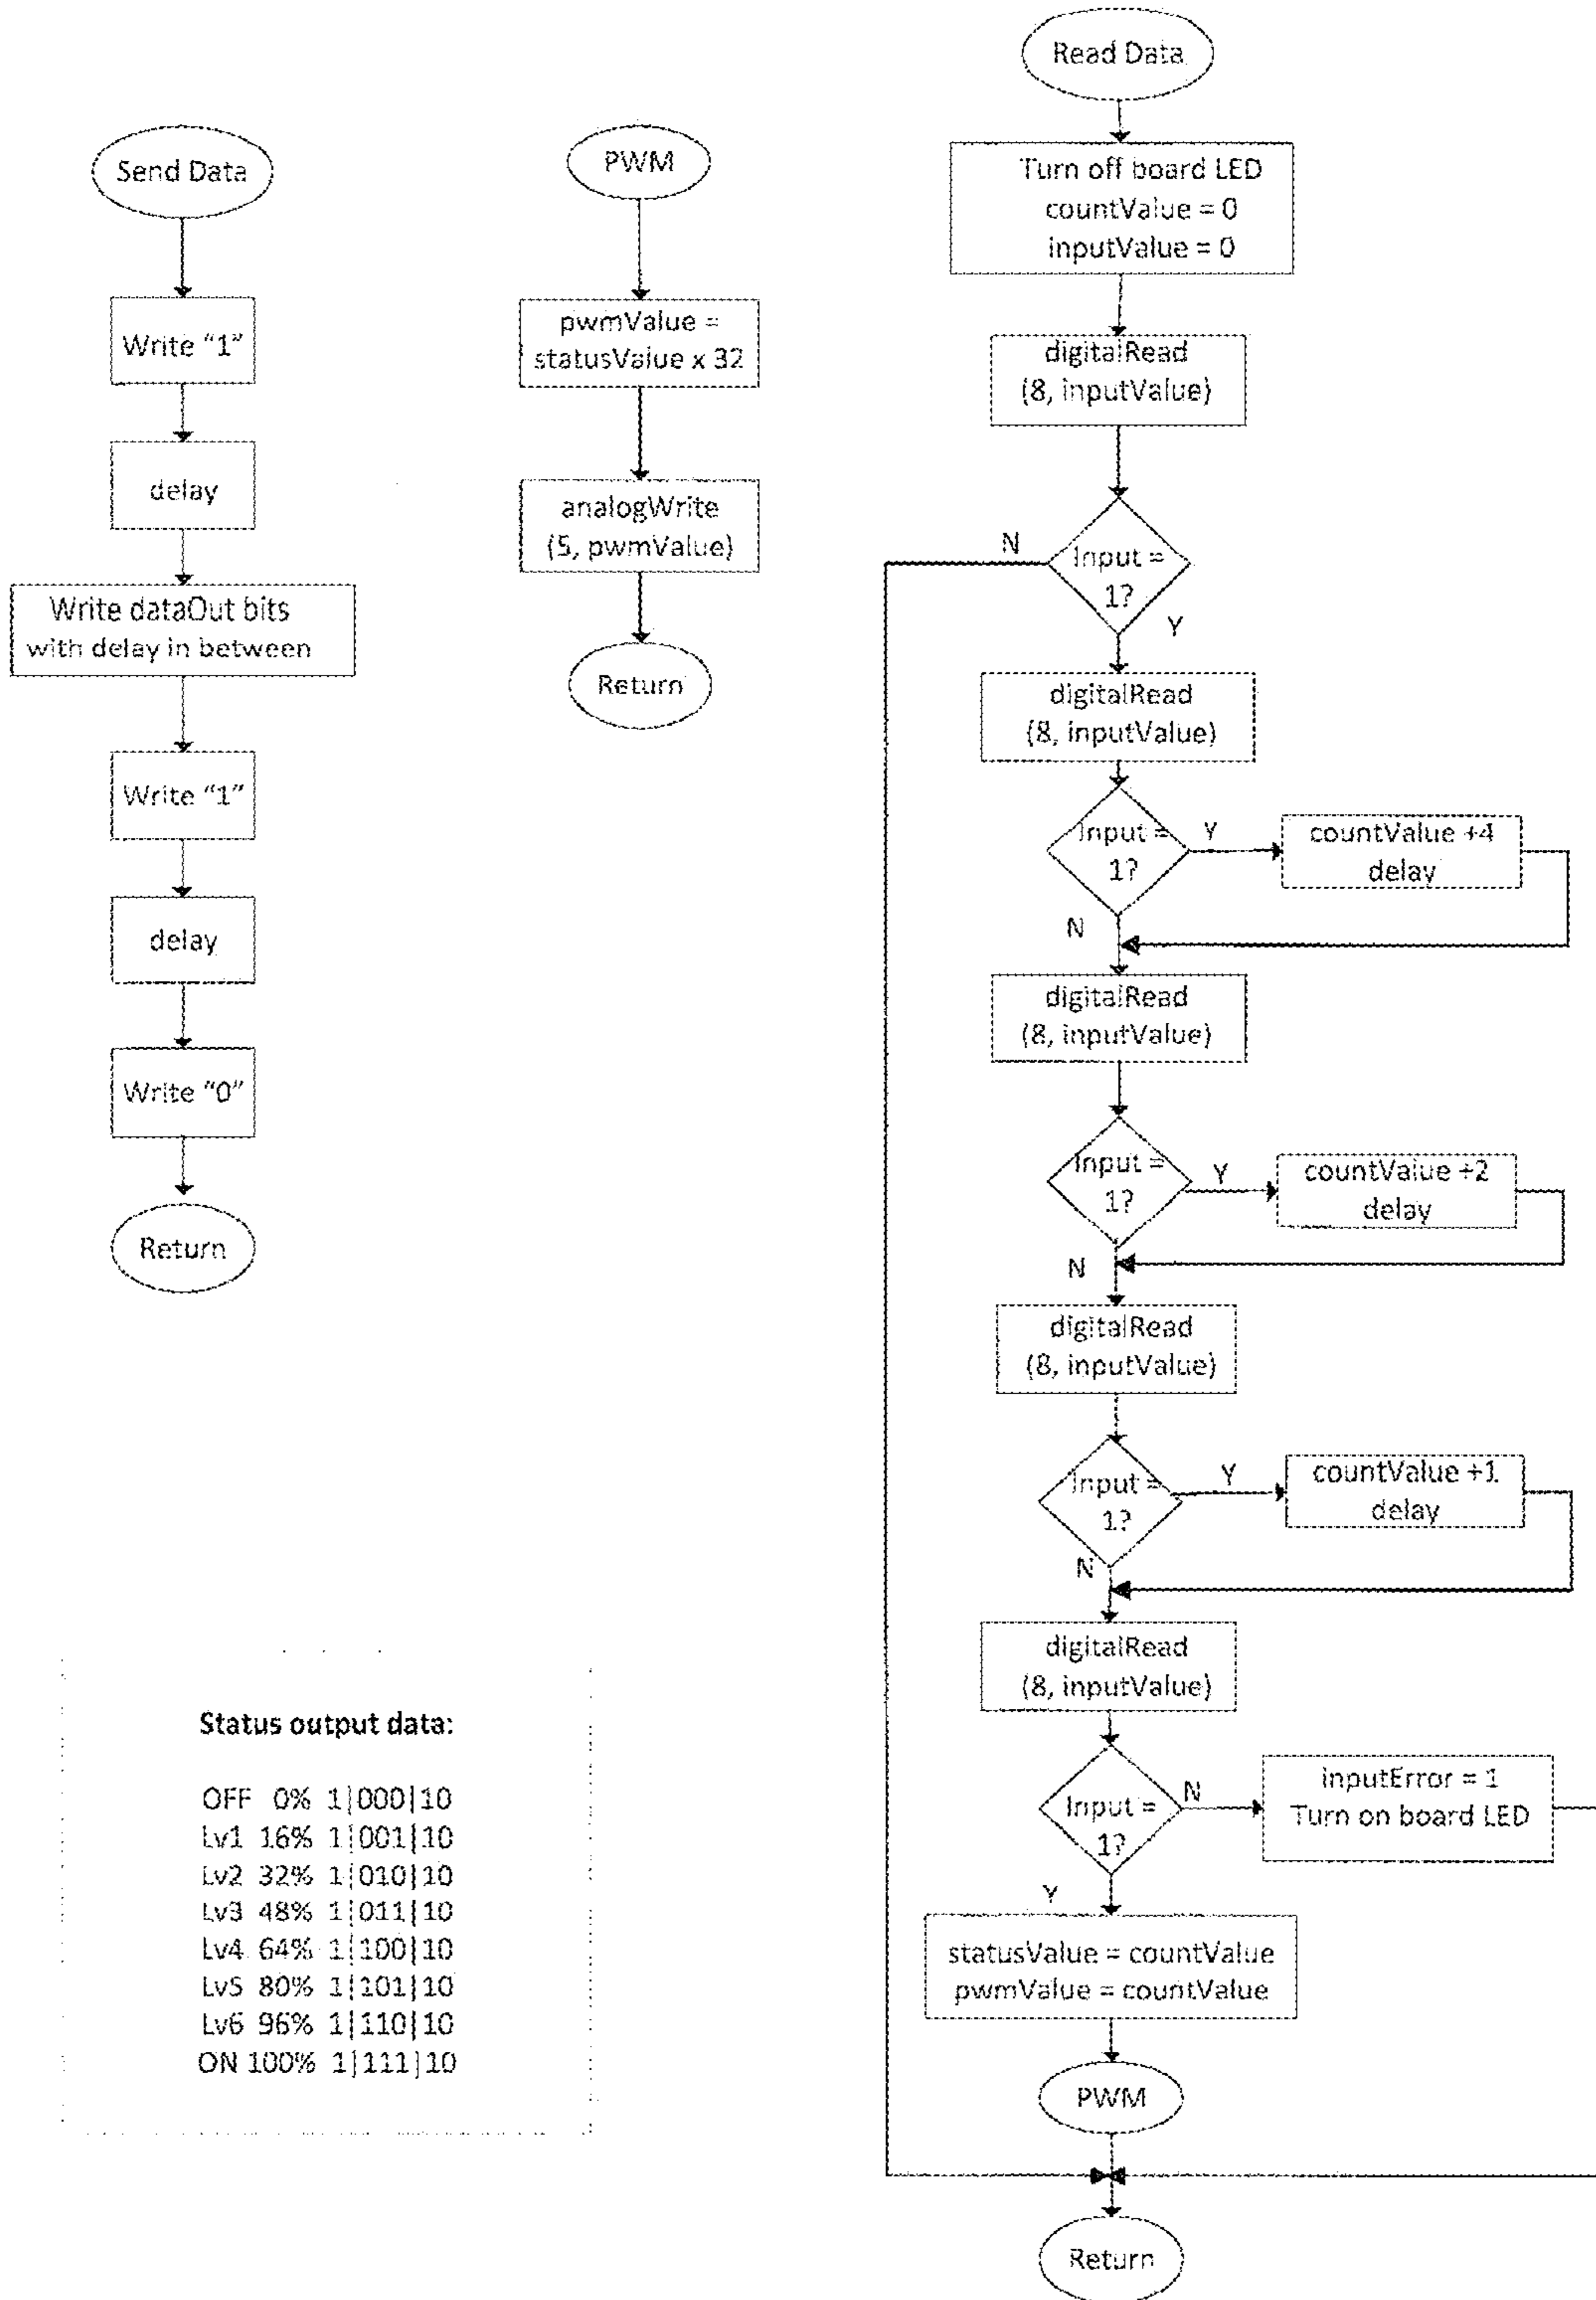 Send Data
Write "1"
delay
Write dataOut bits
with delay in between
Write "1"
delay
Write "0"
Return
PWM
pwmValue =
statusValue x 32
analogWrite
(5, pwmValue)
Return
Read Data
Turn off board LED
countValue = 0
inputValue = 0
digitalRead
(8, inputValue)
Input =
1?
N
Y
digitalRead
(8, inputValue)
Input =
1?
Y
countValue +4
delay
N
digitalRead
(8, inputValue)
Input =
1?
Y
countValue +2
delay
N
digitalRead
(8, inputValue)
Input =
1?
Y
countValue +1
delay
N
digitalRead
(8, inputValue)
Input =
1?
N
inputError = 1
Turn on board LED
Y
statusValue = countValue
pwmValue = countValue
PWM
Return
Status output data:
OFF 0% 1|000|10
Lv1 16% 1|001|10
Lv2 32% 1|010|10
Lv3 48% 1|011|10
Lv4 64% 1|100|10
Lv5 80% 1|101|10
Lv6 96% 1|110|10
ON 100% 1|111|10